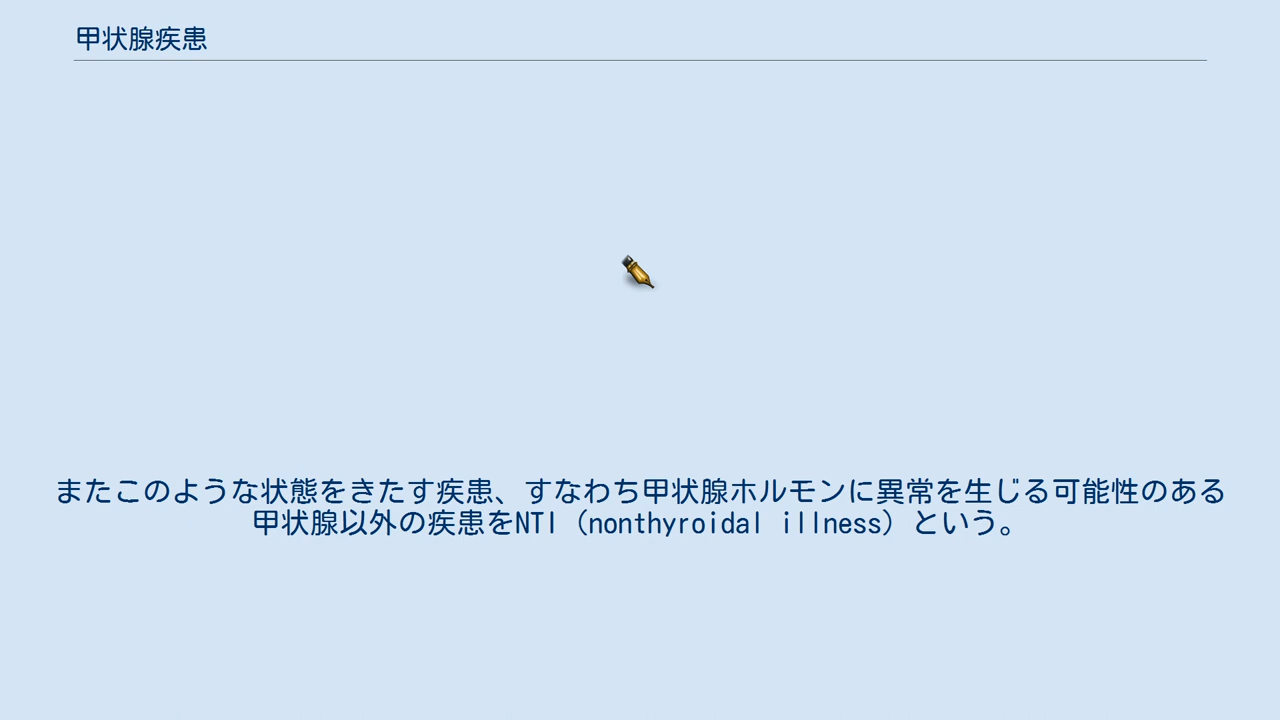 甲状腺疾患
またこのような状態をきたす疾患、すなわち甲状腺ホルモンに異常を生じる可能性のある
甲状腺以外の疾患をNTI（nonthyroidal illness）という。